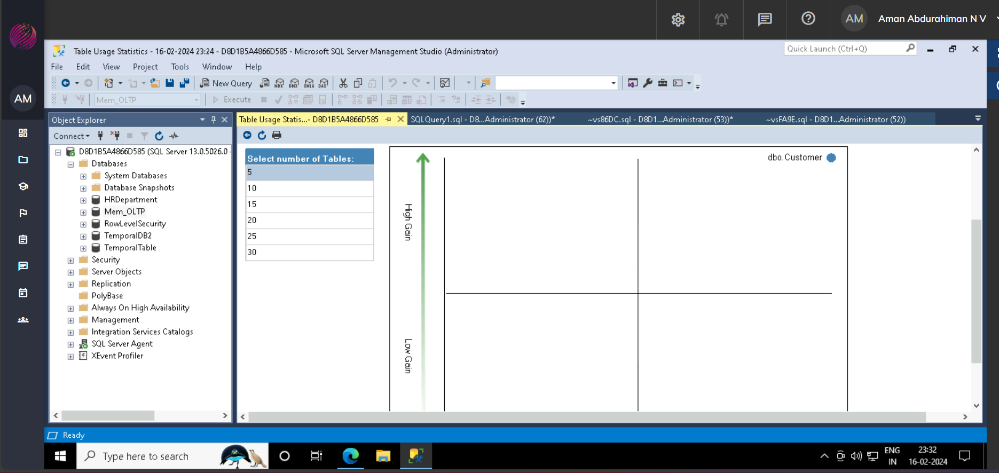 AM
Aman Abdurahiman N V
Table Usage Statistics - 16-02-2024 23:24 - D8D1B5A4866D585 - Microsoft SQL Server Management Studio (Administrator)
Quick Launch (Ctrl+Q)
File Edit View Project Tools Window Help
New Query MDX DMX XMLA DAX
AM
Mem_OLTP Execute
Object Explorer
Table Usage Statis...- D8D1B5A4866D585
SQLQuery1.sql - D8...Administrator (62))*
~vs86DC.sql - D8D1...Administrator (53))*
~vsFA9E.sql - D8D1...Administrator (52))
Connect
D8D1B5A4866D585 (SQL Server 13.0.5026.0 -
Databases
System Databases
Database Snapshots
HRDepartment
Mem_OLTP
RowLevelSecurity
TemporalDB2
TemporalTable
Security
Server Objects
Replication
PolyBase
Always On High Availability
Management
Integration Services Catalogs
SQL Server Agent
XEvent Profiler
Select number of Tables:
5
10
15
20
25
30
High Gain
Low Gain
dbo.Customer
Ready
Type here to search
ENG
IN
23:32
16-02-2024